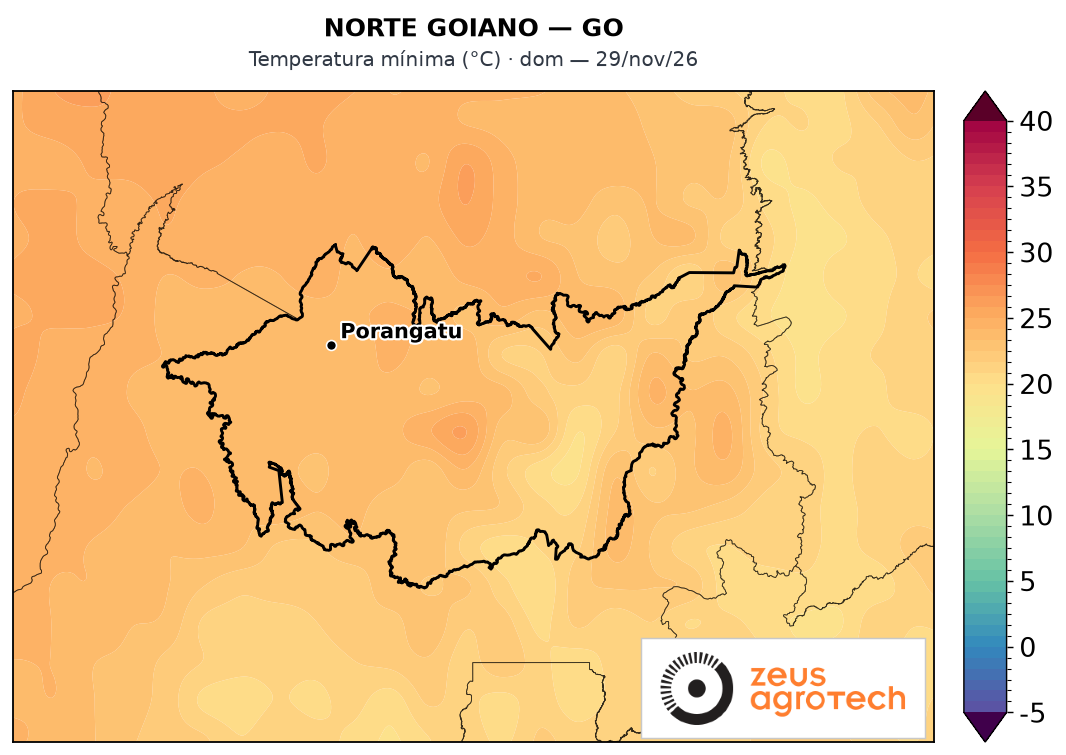 NORTE GOIANO — GO
Temperatura mínima (°C) · dom — 29/nov/26
40
35
30
25
20
15
10
5
0
-5
Porangatu
zeus
agrotech